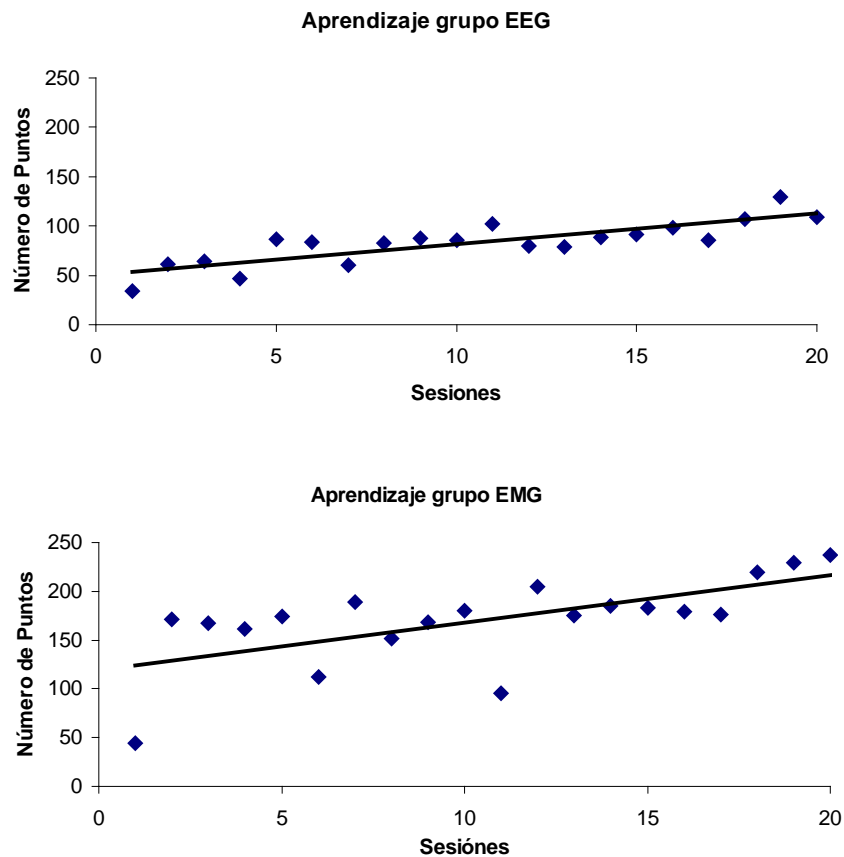 Aprendizaje grupo EEG
Número de Puntos
250
200
150
100
50
0
0 5 10 15 20
Sesiones
Aprendizaje grupo EMG
Número de Puntos
250
200
150
100
50
0
0 5 10 15 20
Sesiónes